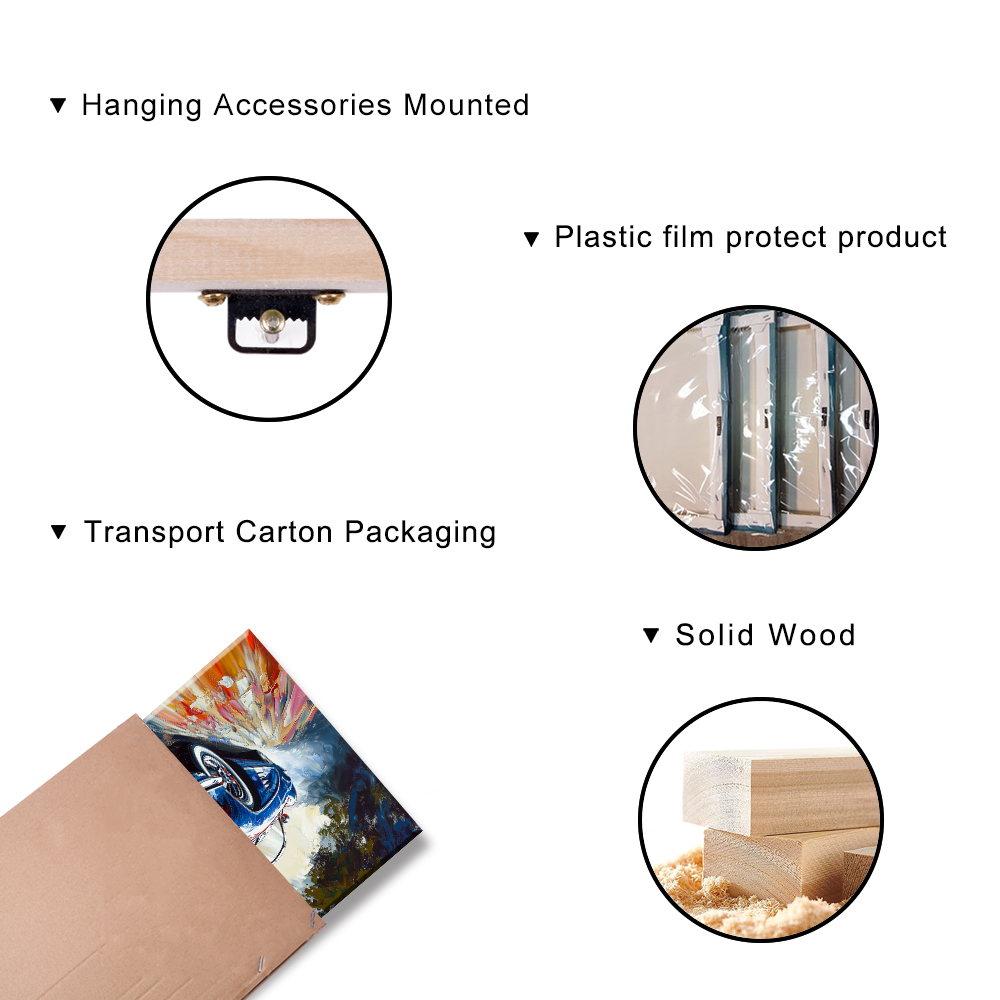 ▼ Hanging Accessories Mounted
▼ Plastic film protect product
▼ Transport Carton Packaging
▼ Solid Wood